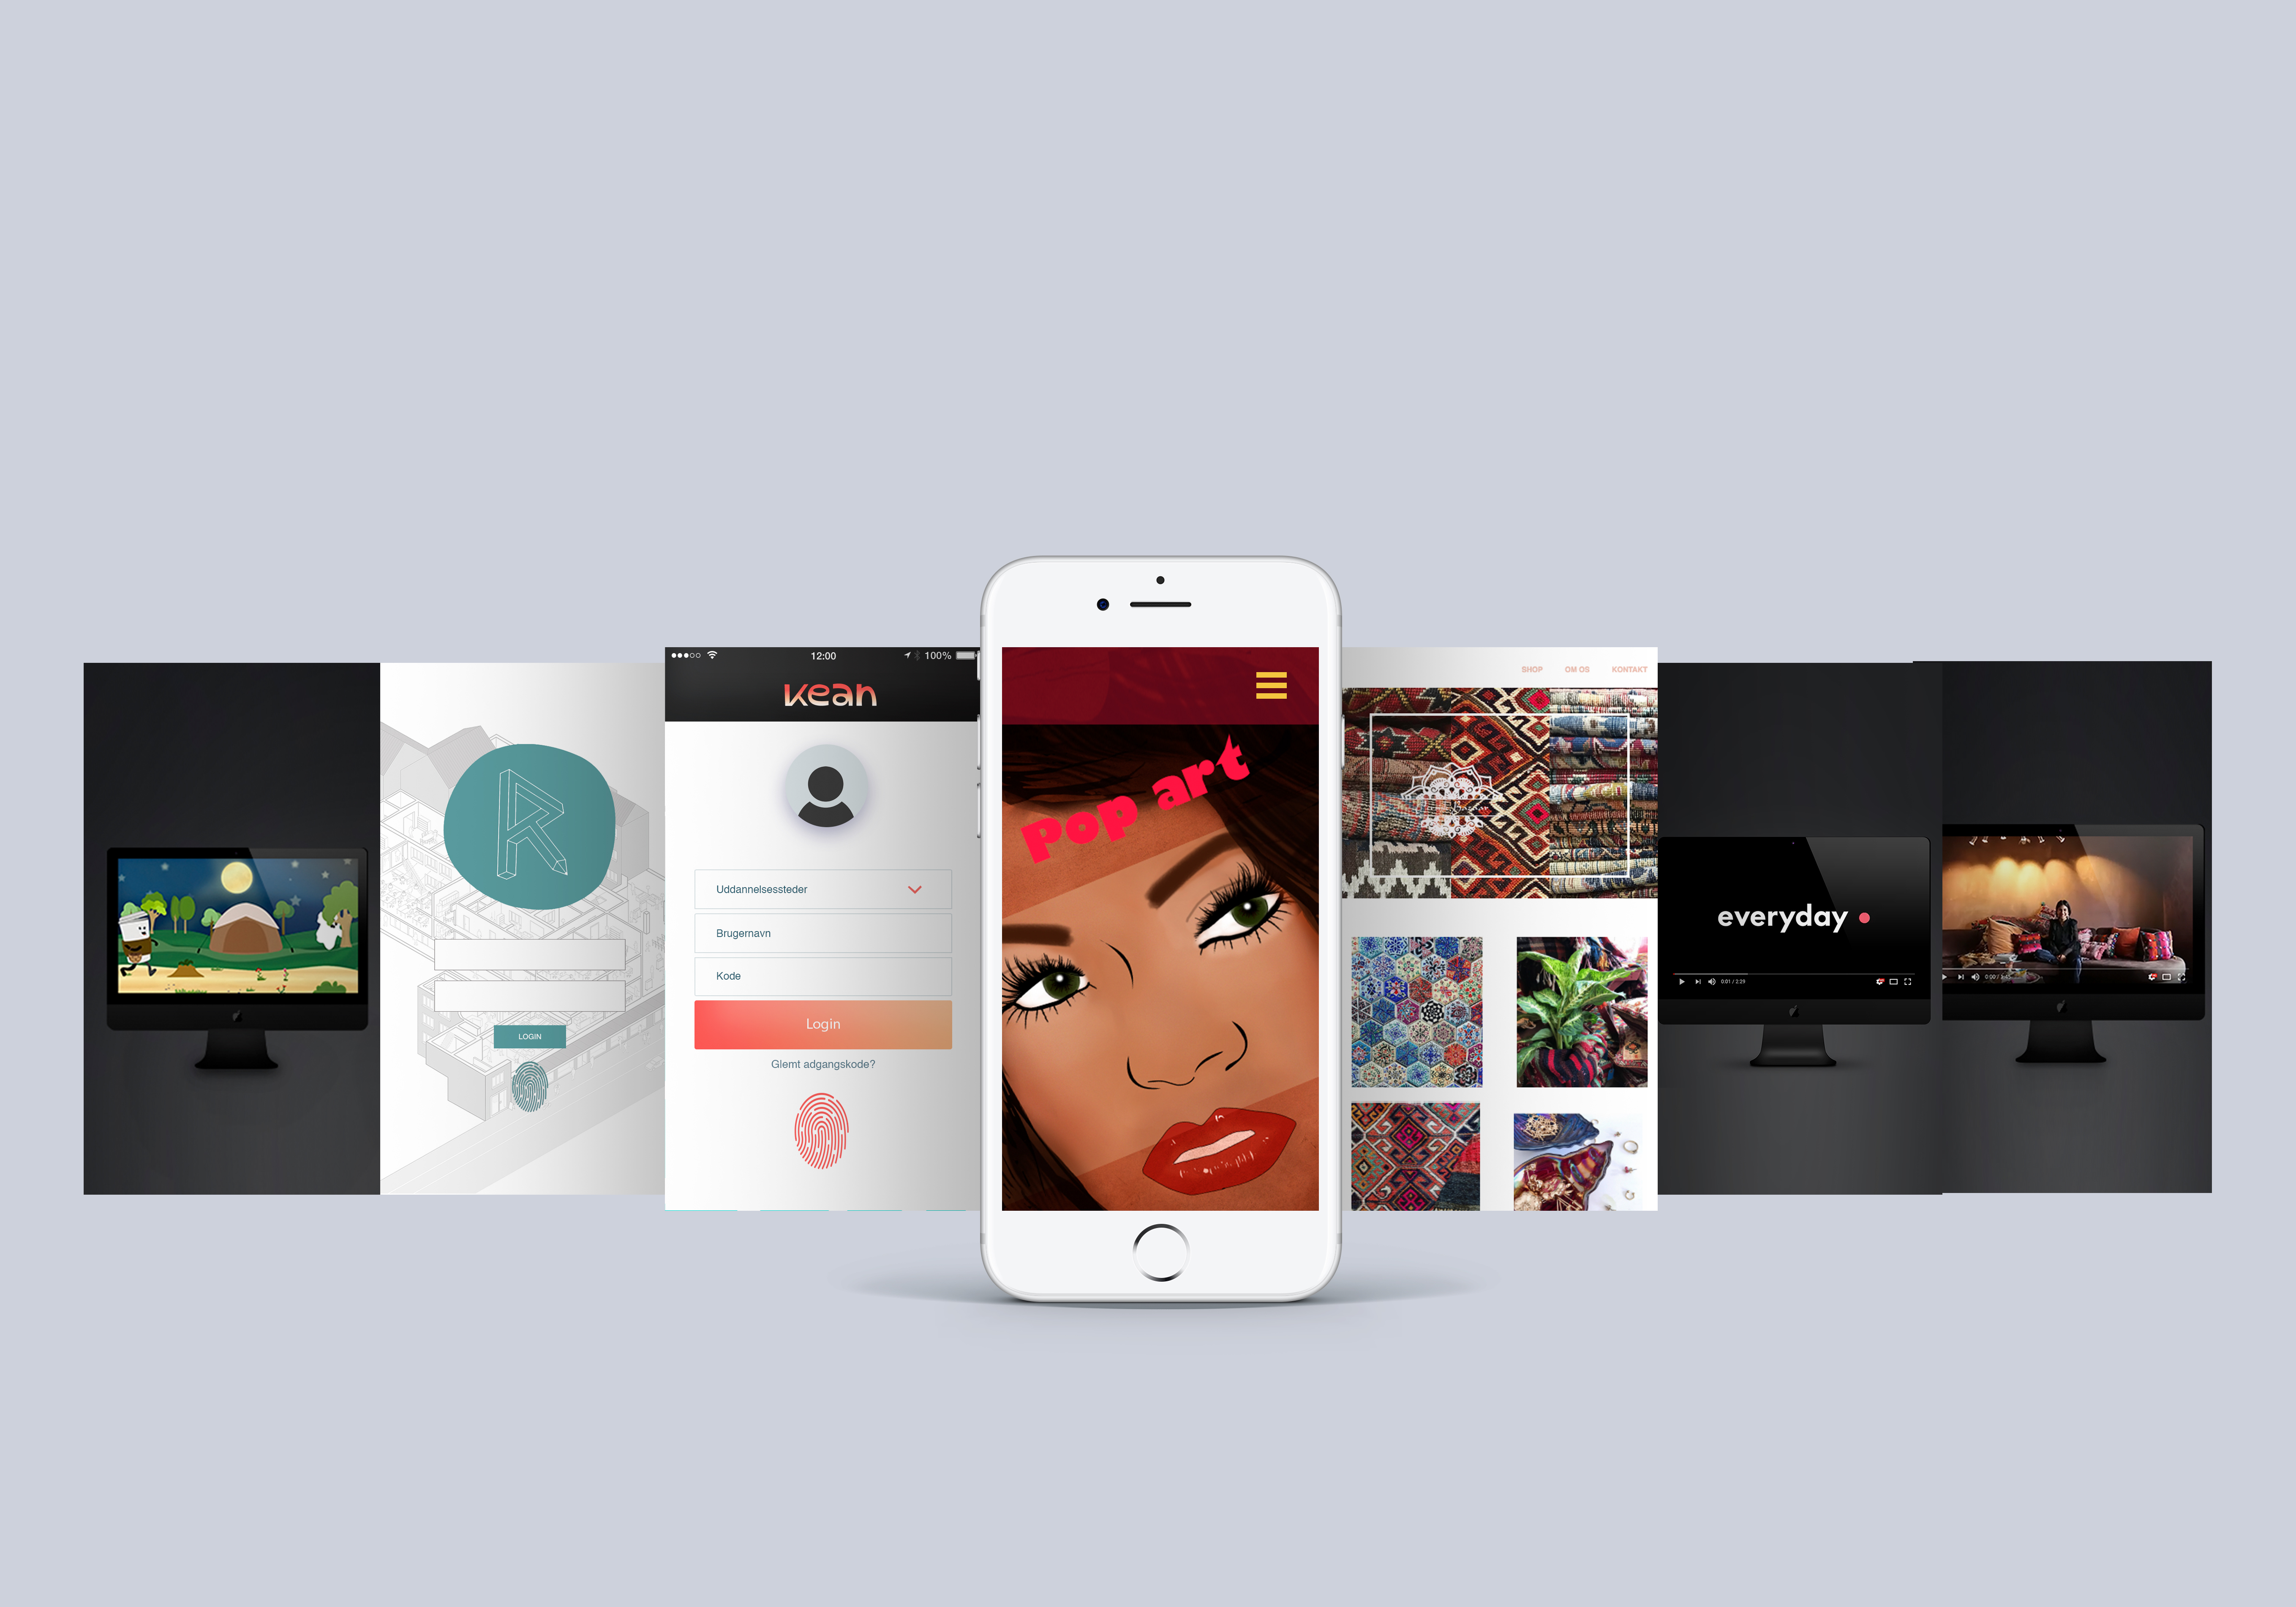 LOGIN
12:00
100%
kean
Uddannelsessteder
Brugernavn
Kode
Login
Glemt adgangskode?
Pop art
SHOP OM OS KONTAKT
everyday
0:01 / 2:29